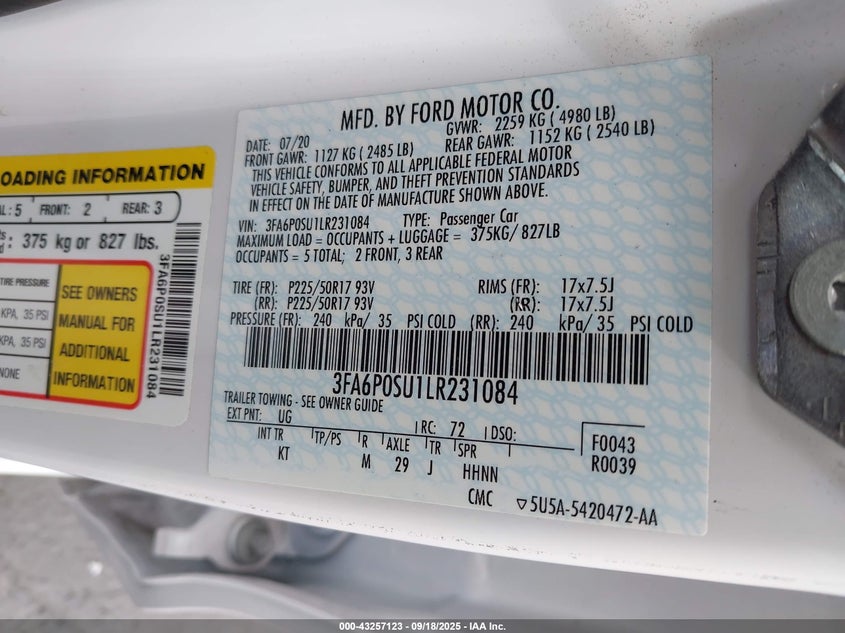 OADING INFORMATION
AL: 5 FRONT: 2 REAR: 3
: 375 kg or 827 lbs.
TIRE PRESSURE
KPA, 35 PSI
KPA, 35 PSI
NONE
SEE OWNERS
MANUAL FOR
ADDITIONAL
INFORMATION
3FA6P0SU1LR231084
MFD. BY FORD MOTOR CO.
DATE: 07/20 GVWR: 2259 KG ( 4980 LB)
FRONT GAWR: 1127 KG ( 2485 LB) REAR GAWR: 1152 KG ( 2540 LB)
THIS VEHICLE CONFORMS TO ALL APPLICABLE FEDERAL MOTOR
VEHICLE SAFETY, BUMPER, AND THEFT PREVENTION STANDARDS
IN EFFECT ON THE DATE OF MANUFACTURE SHOWN ABOVE.
VIN: 3FA6P0SU1LR231084 TYPE: Passenger Car
MAXIMUM LOAD = OCCUPANTS + LUGGAGE = 375KG/ 827LB
OCCUPANTS = 5 TOTAL; 2 FRONT, 3 REAR
TIRE (FR): P225/50R17 93V RIMS (FR): 17x7.5J
(RR): P225/50R17 93V (RR): 17x7.5J
PRESSURE (FR): 240 kPa/ 35 PSI COLD (RR): 240 kPa/ 35 PSI COLD
3FA6P0SU1LR231084
TRAILER TOWING - SEE OWNER GUIDE
EXT PNT: UG RC: 72 DSO:
INT TR TP/PS R AXLE TR SPR F0043
KT M 29 J HHNN R0039
CMC ▽5U5A-5420472-AA
000-43257123 - 09/18/2025 - IAA Inc.